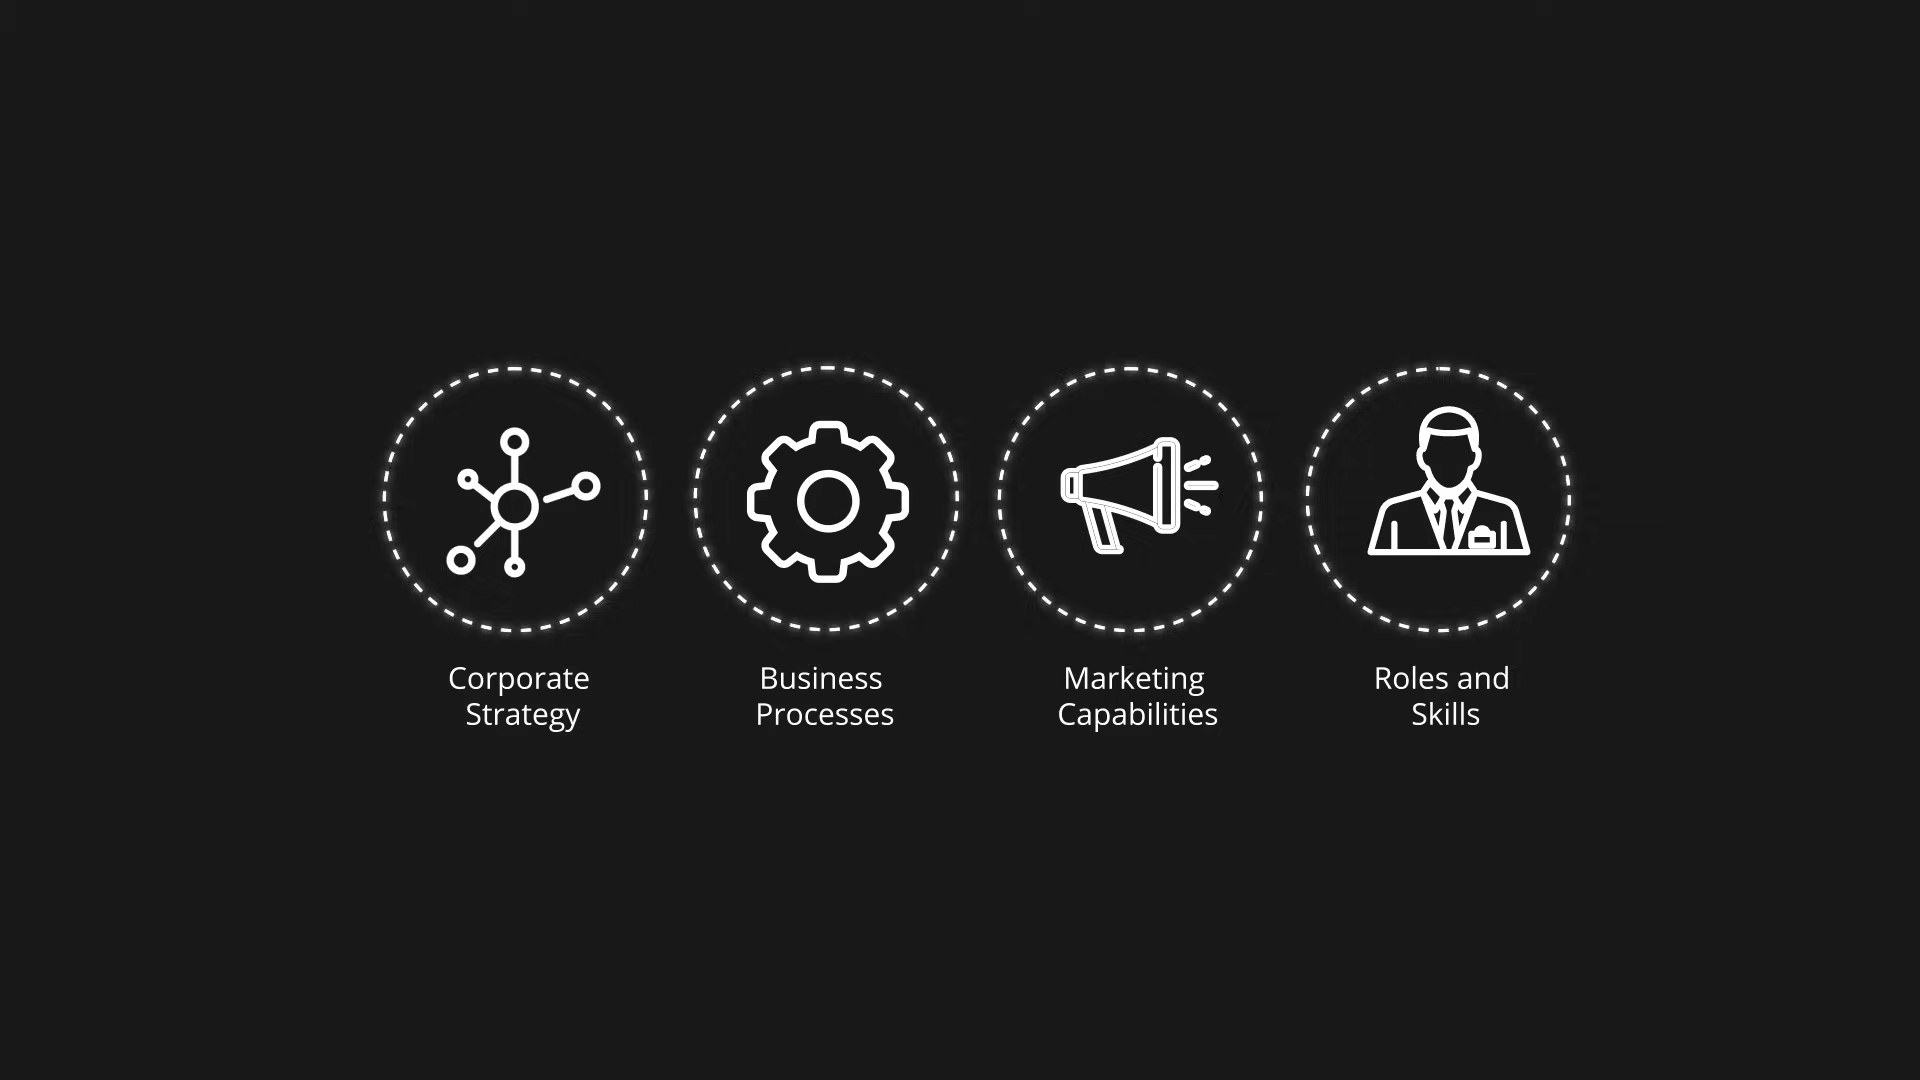 Corporate
Strategy
Business
Processes
Marketing
Capabilities
Roles and
Skills